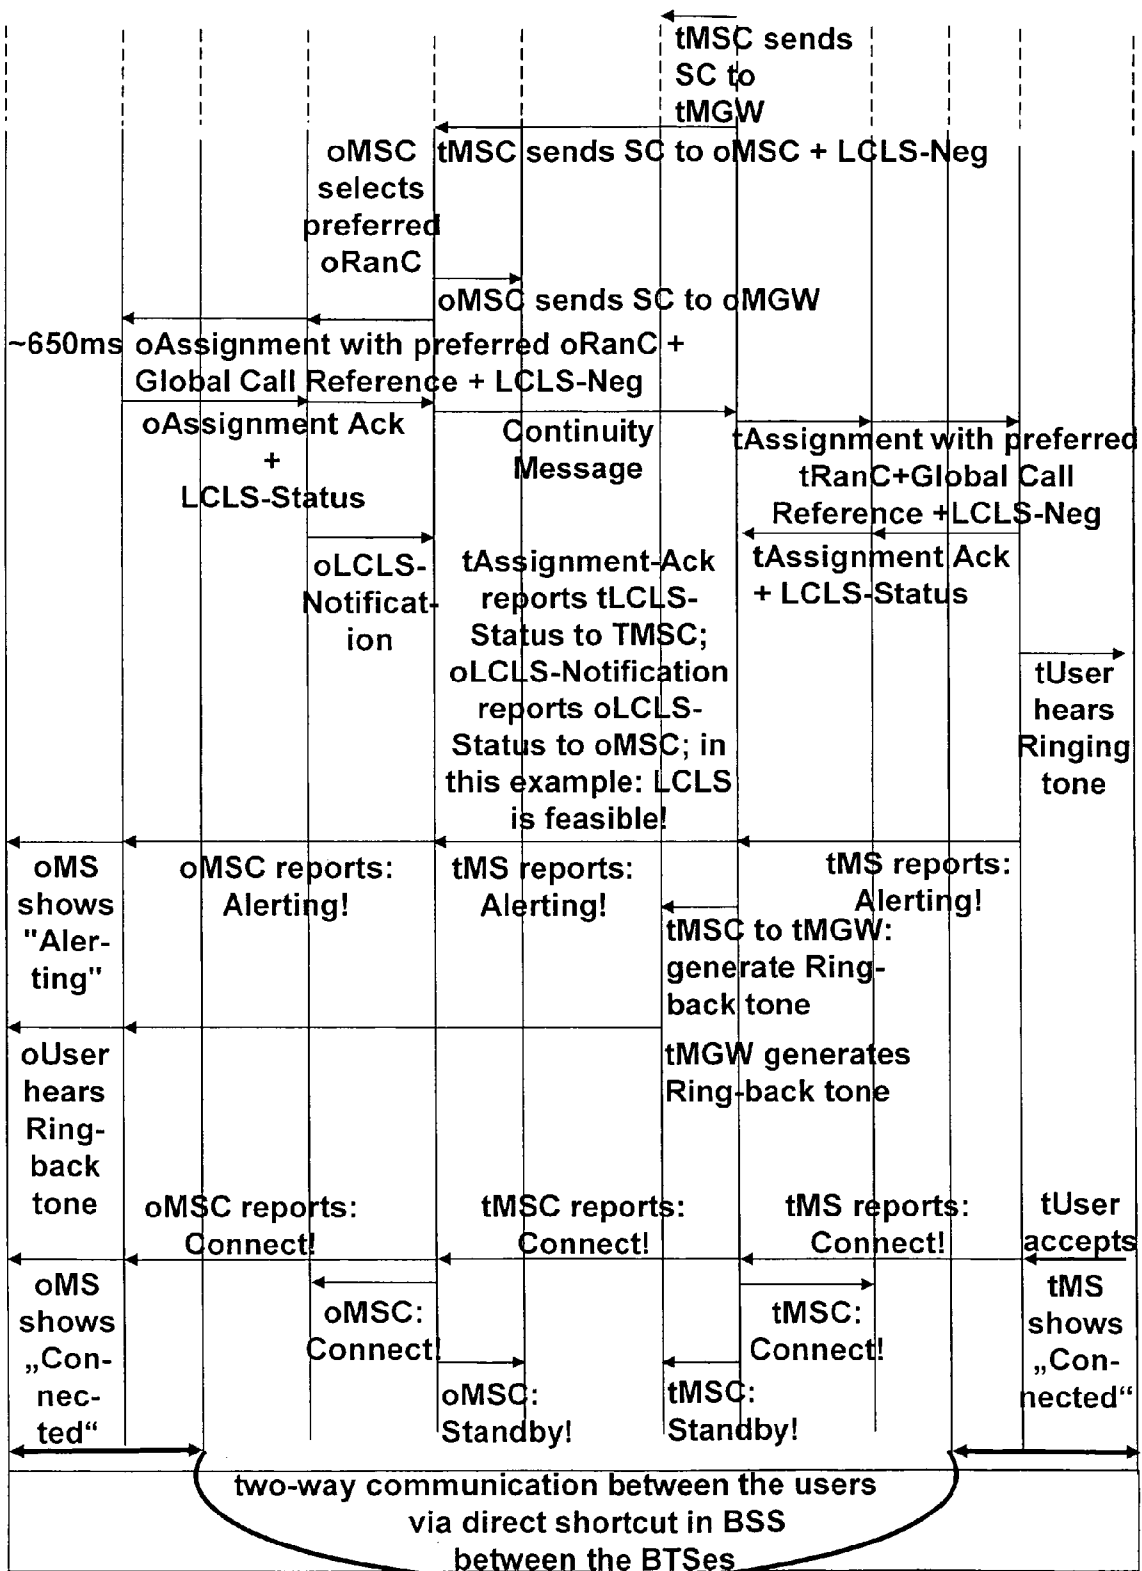 tMSC sends
SC to
tMGW
oMSC
selects
preferred
oRanC
tMSC sends SC to oMSC + LCLS-Neg
oMSC sends SC to oMGW
~650ms oAssignment with preferred oRanC +
Global Call Reference + LCLS-Neg
oAssignment Ack
+
LCLS-Status
Continuity
Message
tAssignment with preferred
tRanC+Global Call
Reference +LCLS-Neg
oLCLS-
Notificat-
ion
tAssignment-Ack
reports tLCLS-
Status to TMSC;
oLCLS-Notification
reports oLCLS-
Status to oMSC; in
this example: LCLS
is feasible!
tAssignment Ack
+ LCLS-Status
tUser
hears
Ringing
tone
oMS
shows
"Aler-
ting"
oMSC reports:
Alerting!
tMS reports:
Alerting!
tMS reports:
Alerting!
tMSC to tMGW:
generate Ring-
back tone
oUser
hears
Ring-
back
tone
tMGW generates
Ring-back tone
oMSC reports:
Connect!
tMSC reports:
Connect!
tMS reports:
Connect!
tUser
accepts
oMS
shows
„Con-
nec-
ted“
oMSC:
Connect!
tMSC:
Connect!
tMS
shows
„Con-
nected“
oMSC:
Standby!
tMSC:
Standby!
two-way communication between the users
via direct shortcut in BSS
between the BTSes